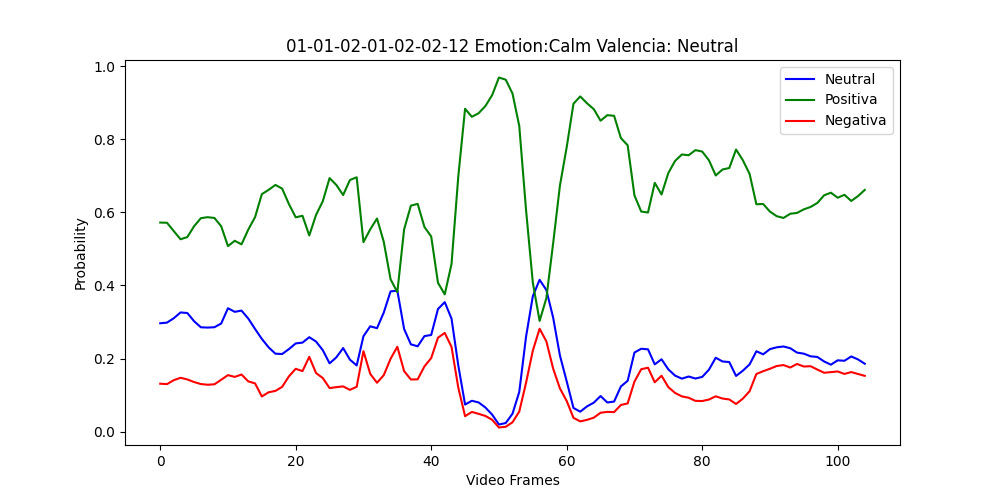 01-01-02-01-02-02-12 Emotion:Calm Valencia: Neutral
Neutral
Positiva
Negativa
Probability
1.0
0.8
0.6
0.4
0.2
0.0
0 20 40 60 80 100
Video Frames